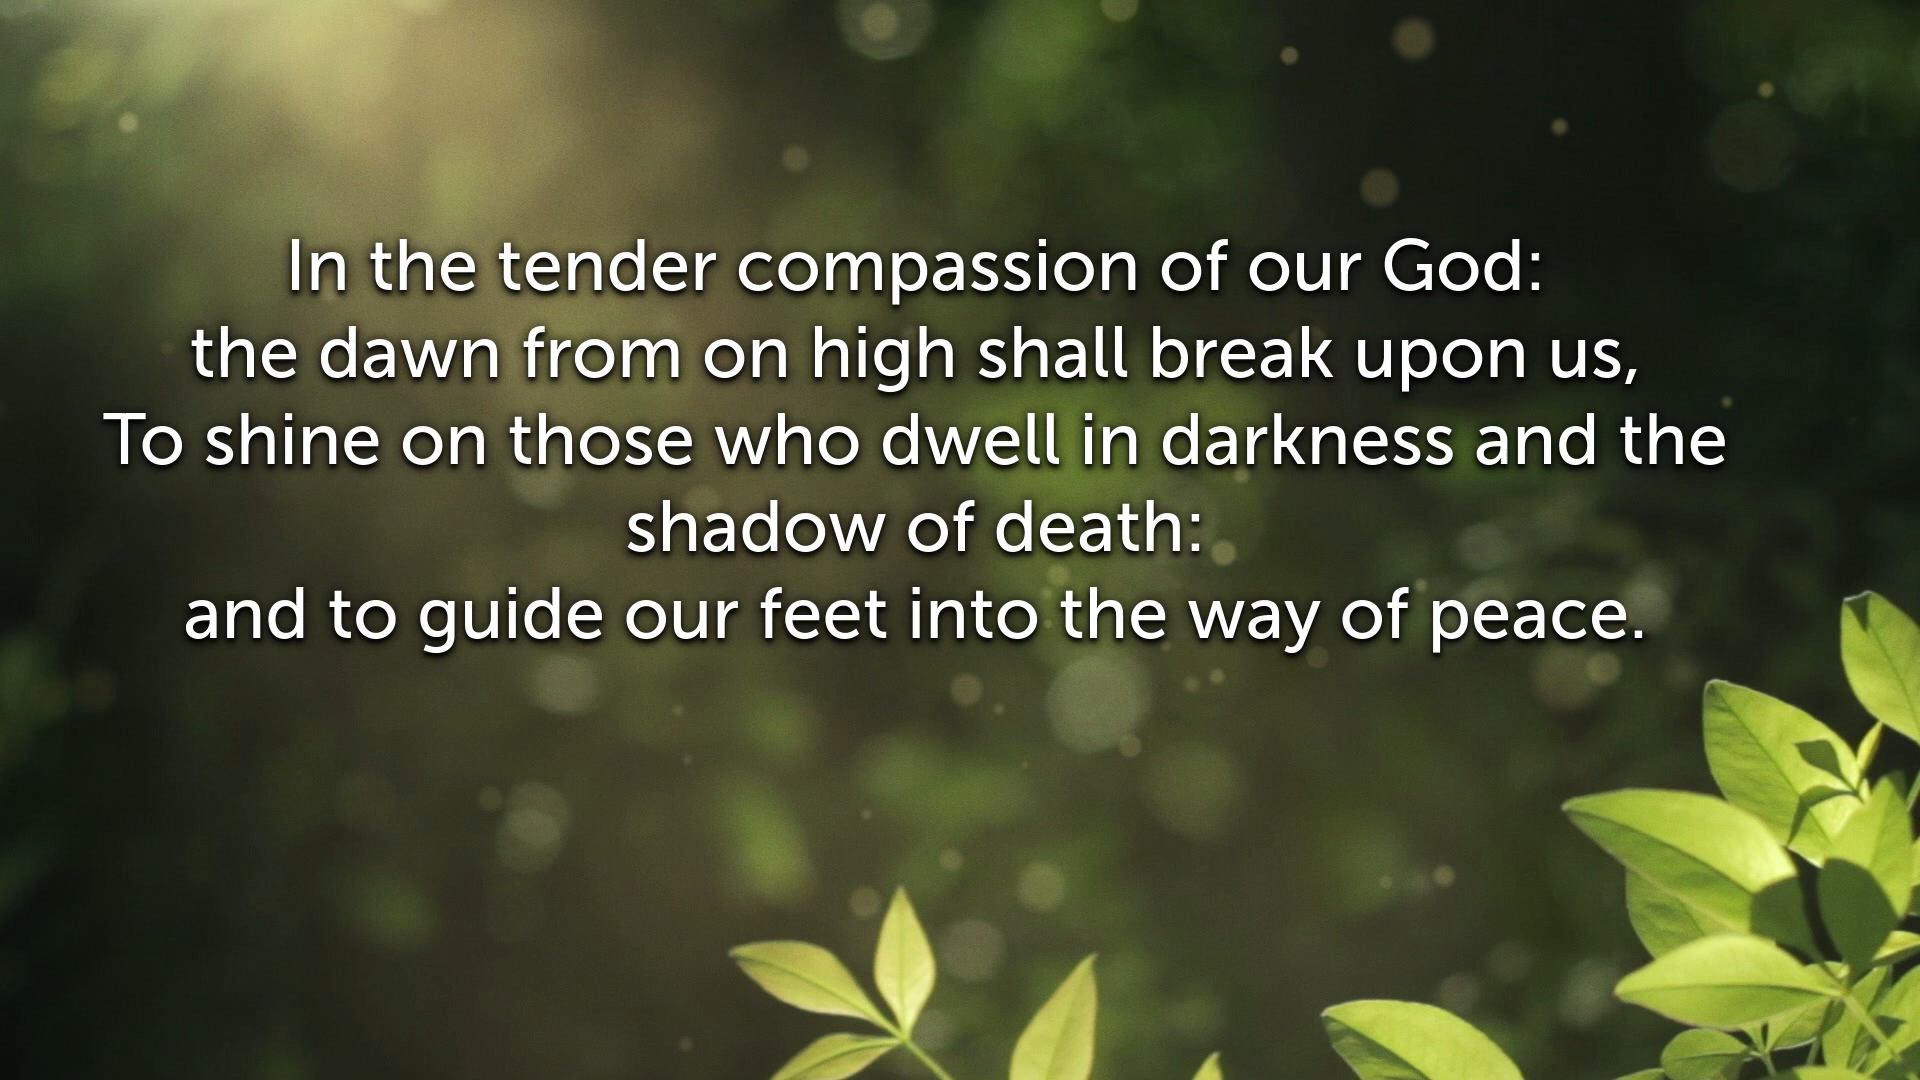 In the tender compassion of our God:
the dawn from on high shall break upon us,
To shine on those who dwell in darkness and the
shadow of death:
and to guide our feet into the way of peace.